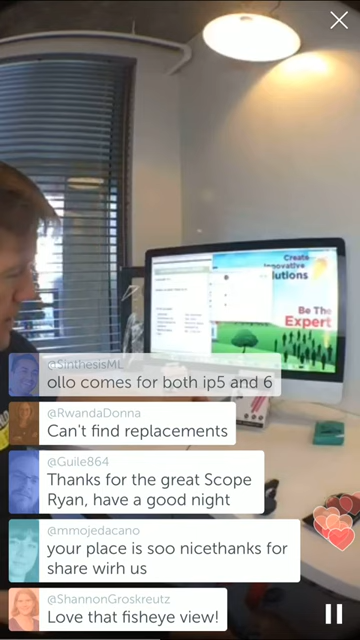 Create
Innovative
olutions
Be The
Expert
@SinthesisML
ollo comes for both ip5 and 6
@RwandaDonna
Can't find replacements
@Guile864
Thanks for the great Scope
Ryan, have a good night
@mmojedacano
your place is soo nicethanks for
share wirh us
@ShannonGroskreutz
Love that fisheye view!